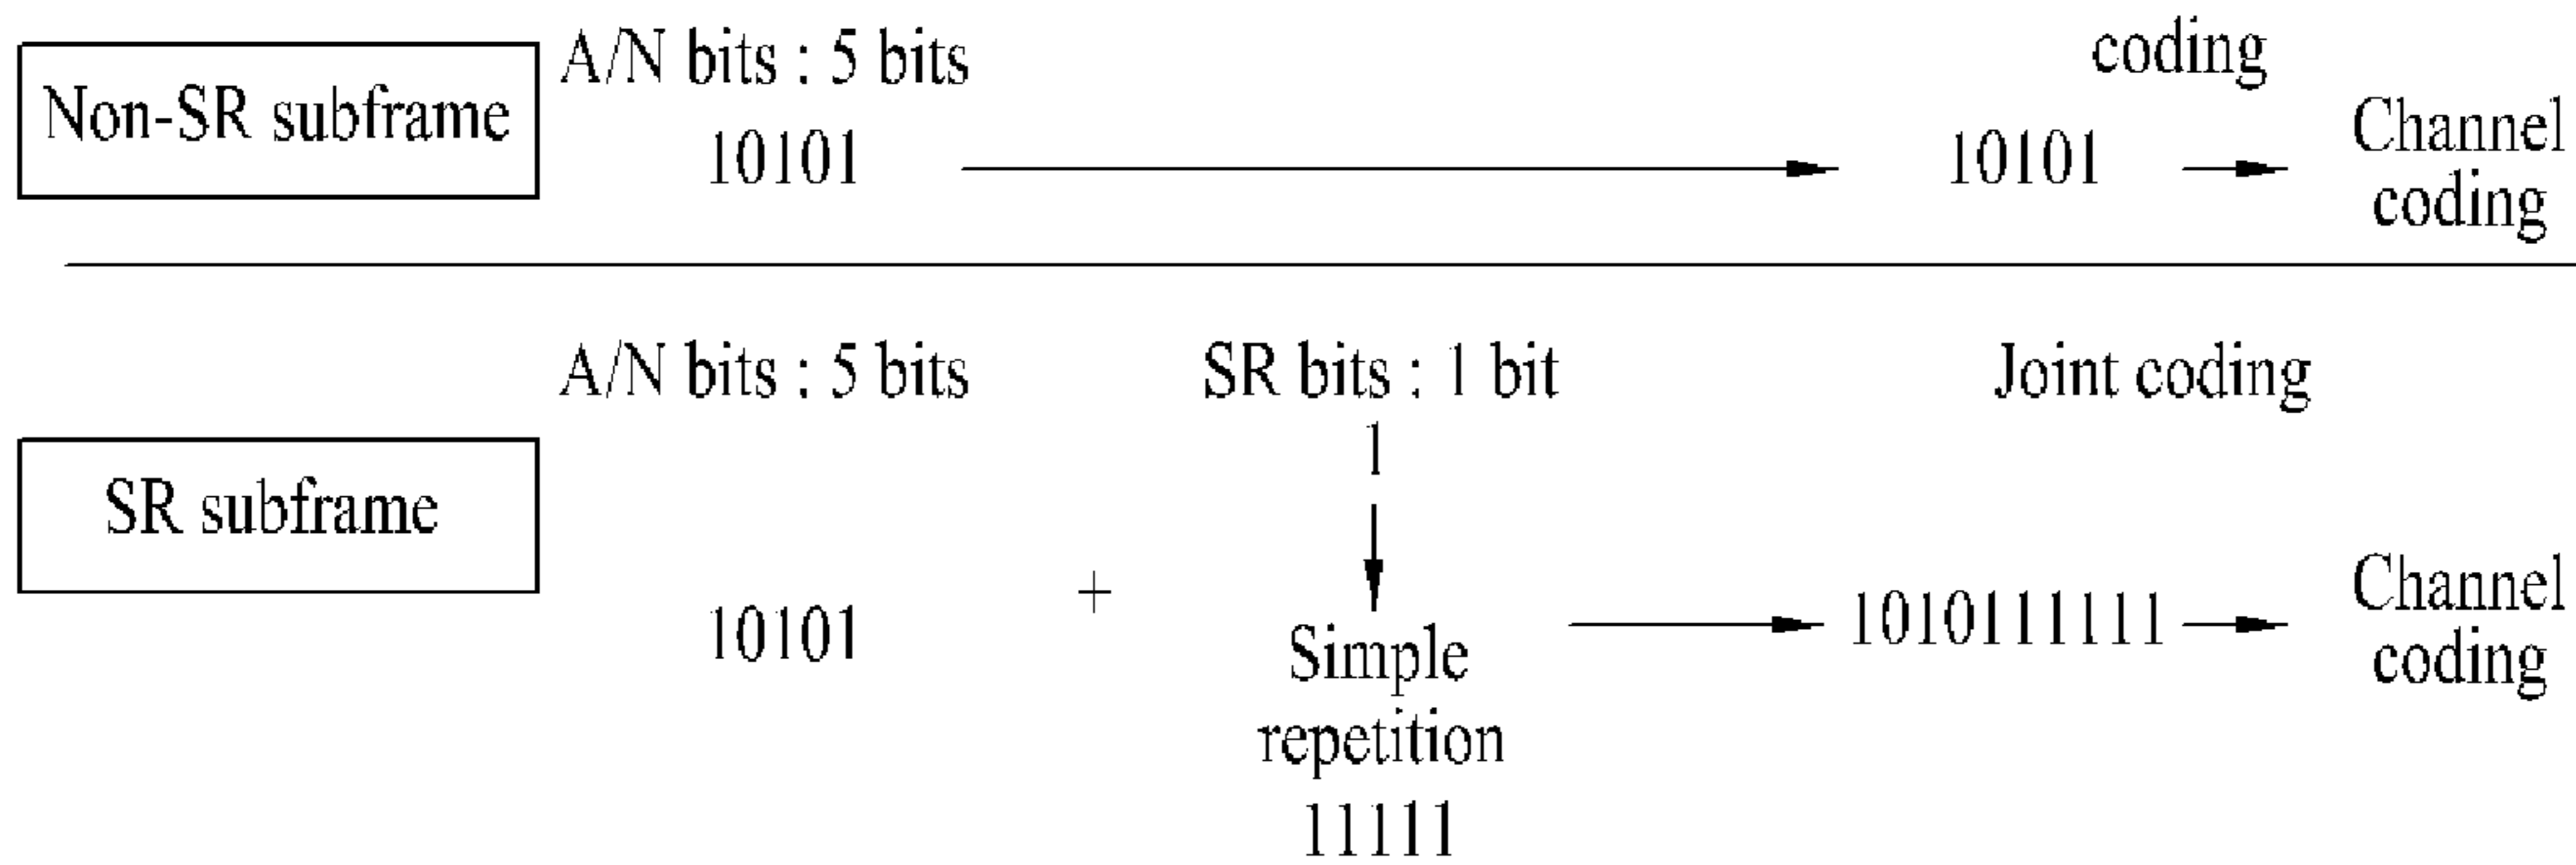 Non-SR subframe
A/N bits : 5 bits
10101
coding
10101
Channel
coding
SR subframe
A/N bits : 5 bits
10101
+
SR bits : 1 bit
1
Simple
repetition
11111
Joint coding
1010111111
Channel
coding